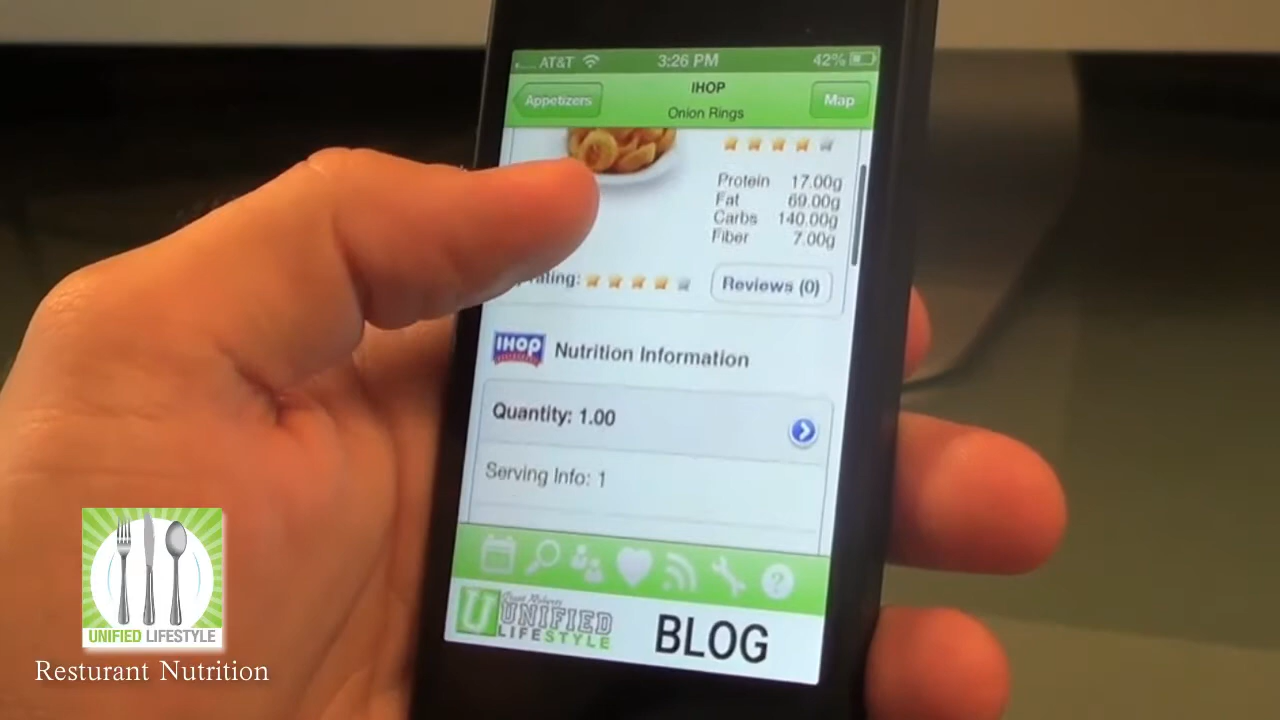 AT&T 3:26 PM 42%
Appetizers IHOP Map
Onion Rings
Protein 17.00g
Fat 69.00g
Carbs 140.00g
Fiber 7.00g
rating: Reviews (0)
IHOP Nutrition Information
Quantity: 1.00
Serving Info: 1
?
U UNIFIED BLOG
LIFESTYLE
UNIFIED LIFESTYLE
Resturant Nutrition